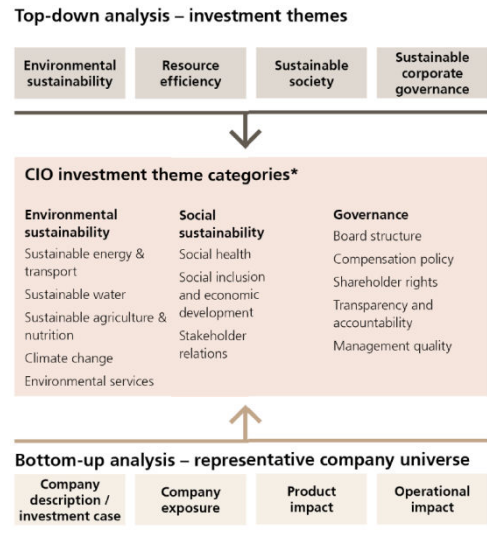 Top-down analysis – investment themes
Environmental
sustainability
Resource
efficiency
Sustainable
society
Sustainable
corporate
governance
CIO investment theme categories*
Environmental
sustainability
Sustainable energy &
transport
Sustainable water
Sustainable agriculture &
nutrition
Climate change
Environmental services
Social
sustainability
Social health
Social inclusion
and economic
development
Stakeholder
relations
Governance
Board structure
Compensation policy
Shareholder rights
Transparency and
accountability
Management quality
Bottom-up analysis – representative company universe
Company
description /
investment case
Company
exposure
Product
impact
Operational
impact